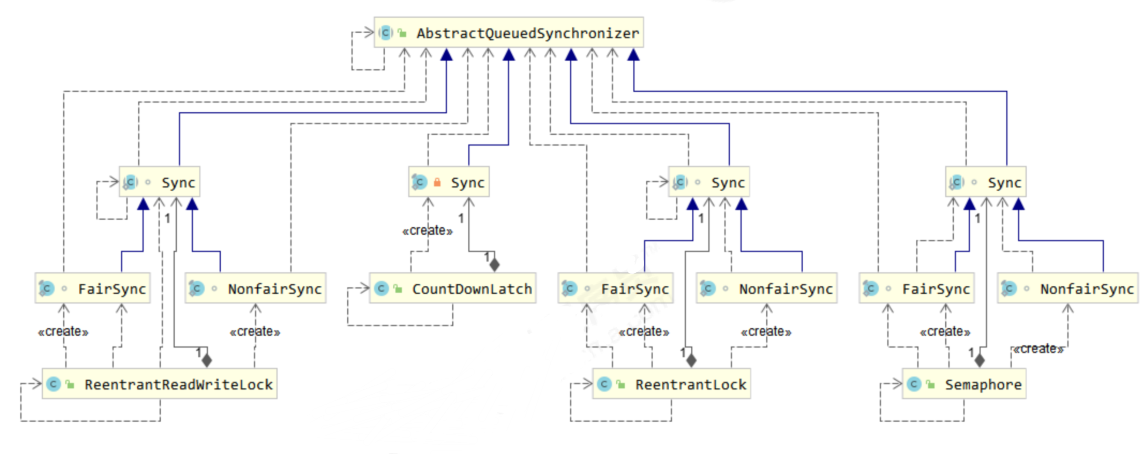 AbstractQueuedSynchronizer
Sync
Sync
Sync
Sync
1
1
1
1
«create»
FairSync
NonfairSync
CountDownLatch
FairSync
NonfairSync
FairSync
NonfairSync
1
«create»
«create»
«create»
«create»
«create»
«create»
1
1
1
ReentrantReadWriteLock
ReentrantLock
Semaphore